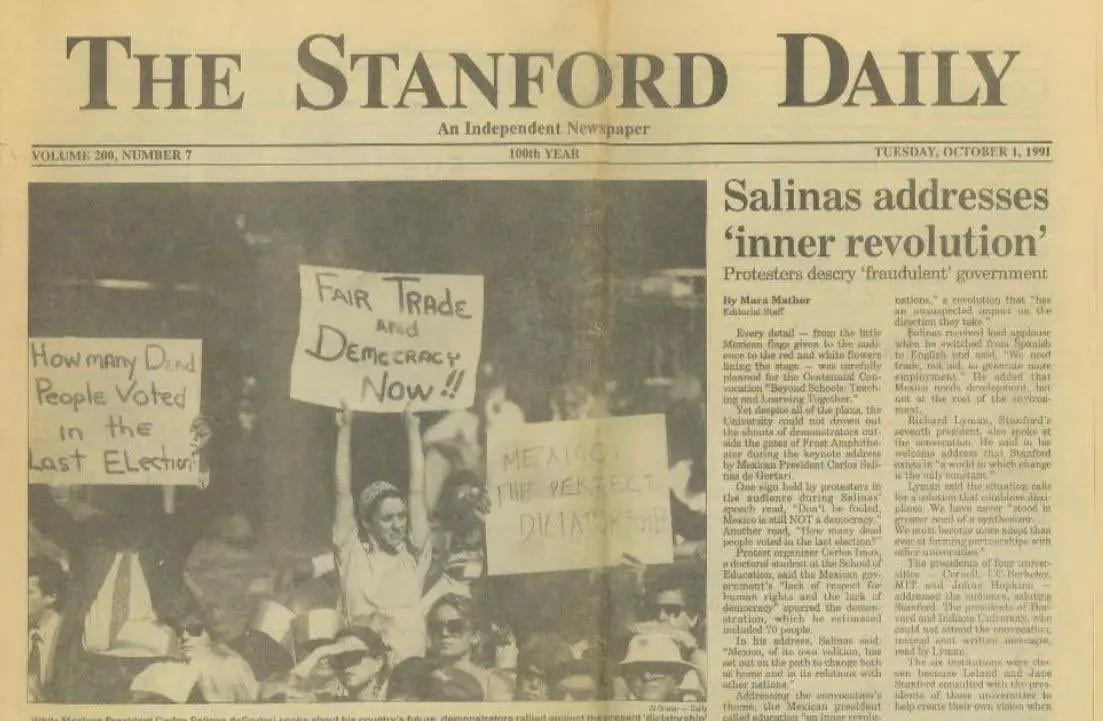 THE STANFORD DAILY
An Independent Newspaper
VOLUME 200, NUMBER 7
100th YEAR
TUESDAY, OCTOBER 1, 1991
HOW MANY DEAD
PEOPLE VOTED
in the
LAST ELECTION
FAIR TRADE
AND
DEMOCRACY
NOW!!
MEXICO:
THE PERFECT
DICTATORSHIP
Salinas addresses
‘inner revolution’
Protesters descry ‘fraudulent’ government
By Mara Mather
Editorial Staff
Every detail — from the little
Mexican flags given to the audi-
ence to the red and white flowers
lining the stage — was carefully
planned for the Centennial Con-
vocation "Beyond Schools: Teach-
ing and Learning Together."
Yet despite all of the plans, the
University could not drown out
the shouts of demonstrators out-
side the gates of Frost Amphithe-
ater during the keynote address
by Mexican President Carlos Sali-
nas de Gortari.
One sign held by protesters in
the audience during Salinas'
speech read, "Don't be fooled,
Mexico is still NOT a democracy."
Another read, "How many dead
people voted in the last election?"
Protest organizer Carlos
a doctoral student at the School of
Education, said the Mexican gov-
ernment's "lack of respect for
human rights and the lack of
democracy" spurred the demon-
stration, which he estimated
included 70 people.
In his address, Salinas said:
"Mexico, of its own volition, has
set out on the path to change both
at home and in its relations with
other nations."
Addressing the convocation's
theme, the Mexican president
called education "an inner revolu-
nations," a revolution that "has
an unsuspected impact on the
direction they take."
Salinas received loud applause
when he switched from Spanish
to English and said, "We need
trade, not aid, to generate more
employment." He added that
Mexico needs development, but
not at the cost of the environ-
ment.
Richard Lyman, Stanford's
seventh president, also spoke at
the convocation. He said in his
welcome address that Stanford
exists in "a world in which change
is the only constant."
Lyman said the situation calls
for a solution that combines disci-
plines. We have never "stood in
greater need of a synthesizer. . . .
We must become more adept than
ever at forming partnerships with
other universities."
The presidents of four univer-
sities — Cornell, UC-Berkeley,
MIT and Johns Hopkins —
addressed the audience, saluting
Stanford. The presidents of Har-
vard and Indiana University, who
could not attend the convocation,
instead sent written messages,
read by Lyman.
The six institutions were cho-
sen because Leland and Jane
Stanford consulted with the pres-
idents of those universities to
help create their own vision when
Al Green — Daily
While Mexican President Carlos Salinas deGortari spoke about his country's future, demonstrators rallied against the present 'dictatorship'